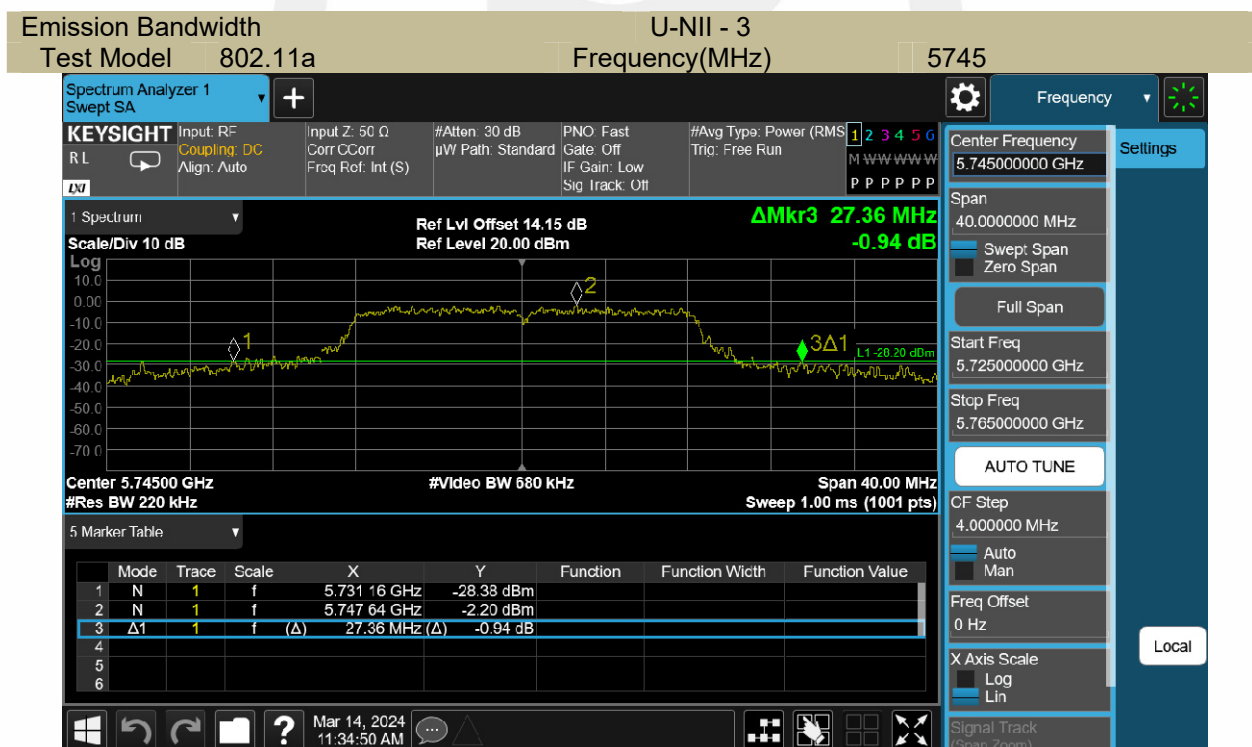 Emission Bandwidth U-NII - 3
Test Model 802.11a Frequency(MHz) 5745
Spectrum Analyzer 1
Swept SA
+
Frequency
KEYSIGHT
R L
LXI
Input: RF
Coupling: DC
Align: Auto
Input Z: 50 Ω
Corr CCorr
Freq Ref: Int (S)
#Atten: 30 dB
µW Path: Standard
PNO: Fast
Gate: Off
IF Gain: Low
Sig Track: Off
#Avg Type: Power (RMS
Trig: Free Run
1 2 3 4 5 6
M W W W W W
P P P P P P
1 Spectrum
Scale/Div 10 dB
Ref Lvl Offset 14.15 dB
Ref Level 20.00 dBm
ΔMkr3 27.36 MHz
-0.94 dB
Log
10.0
0.00
-10.0
-20.0
-30.0
-40.0
-50.0
-60.0
-70.0
1
2
3Δ1
L1 -28.20 dBm
Center 5.74500 GHz
#Res BW 220 kHz
#Video BW 680 kHz
Span 40.00 MHz
Sweep 1.00 ms (1001 pts)
5 Marker Table
Mode Trace Scale X Y Function Function Width Function Value
1 N 1 f 5.731 16 GHz -28.38 dBm
2 N 1 f 5.747 64 GHz -2.20 dBm
3 Δ1 1 f (Δ) 27.36 MHz (Δ) -0.94 dB
4
5
6
Mar 14, 2024
11:34:50 AM
?
Center Frequency
5.745000000 GHz
Settings
Span
40.0000000 MHz
Swept Span
Zero Span
Full Span
Start Freq
5.725000000 GHz
Stop Freq
5.765000000 GHz
AUTO TUNE
CF Step
4.000000 MHz
Auto
Man
Freq Offset
0 Hz
X Axis Scale
Log
Lin
Local
Signal Track
(Span Zoom)